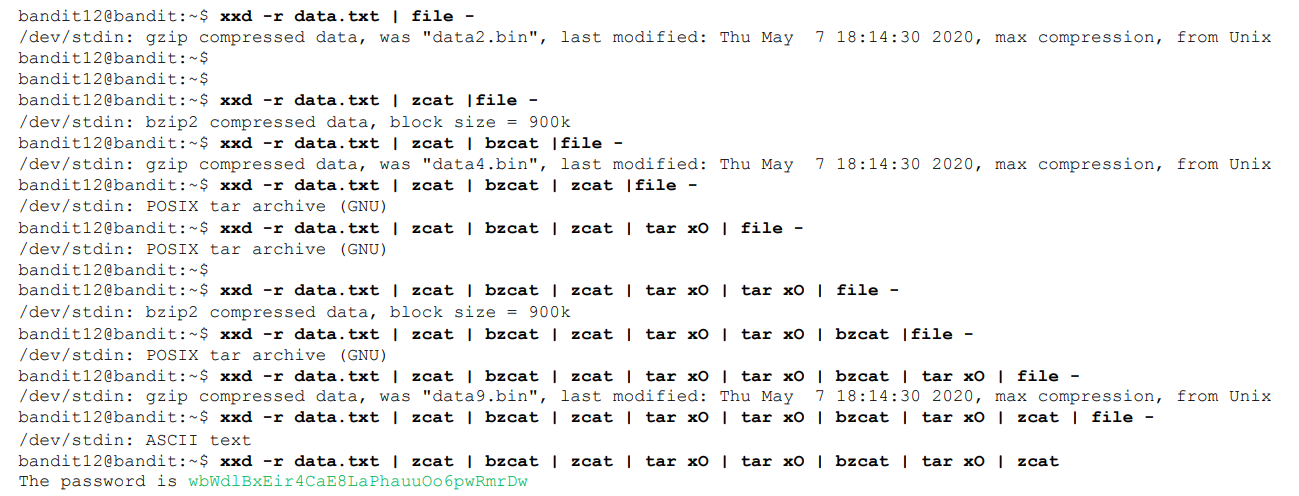 bandit12@bandit:~$ xxd -r data.txt | file -
/dev/stdin: gzip compressed data, was "data2.bin", last modified: Thu May  7 18:14:30 2020, max compression, from Unix
bandit12@bandit:~$
bandit12@bandit:~$
bandit12@bandit:~$ xxd -r data.txt | zcat |file -
/dev/stdin: bzip2 compressed data, block size = 900k
bandit12@bandit:~$ xxd -r data.txt | zcat | bzcat |file -
/dev/stdin: gzip compressed data, was "data4.bin", last modified: Thu May  7 18:14:30 2020, max compression, from Unix
bandit12@bandit:~$ xxd -r data.txt | zcat | bzcat | zcat |file -
/dev/stdin: POSIX tar archive (GNU)
bandit12@bandit:~$ xxd -r data.txt | zcat | bzcat | zcat | tar xO | file -
/dev/stdin: POSIX tar archive (GNU)
bandit12@bandit:~$
bandit12@bandit:~$ xxd -r data.txt | zcat | bzcat | zcat | tar xO | tar xO | file -
/dev/stdin: bzip2 compressed data, block size = 900k
bandit12@bandit:~$ xxd -r data.txt | zcat | bzcat | zcat | tar xO | tar xO | bzcat |file -
/dev/stdin: POSIX tar archive (GNU)
bandit12@bandit:~$ xxd -r data.txt | zcat | bzcat | zcat | tar xO | tar xO | bzcat | tar xO | file -
/dev/stdin: gzip compressed data, was "data9.bin", last modified: Thu May  7 18:14:30 2020, max compression, from Unix
bandit12@bandit:~$ xxd -r data.txt | zcat | bzcat | zcat | tar xO | tar xO | bzcat | tar xO | zcat | file -
/dev/stdin: ASCII text
bandit12@bandit:~$ xxd -r data.txt | zcat | bzcat | zcat | tar xO | tar xO | bzcat | tar xO | zcat
The password is wbWdlBxEir4CaE8LaPhauuOo6pwRmrDw